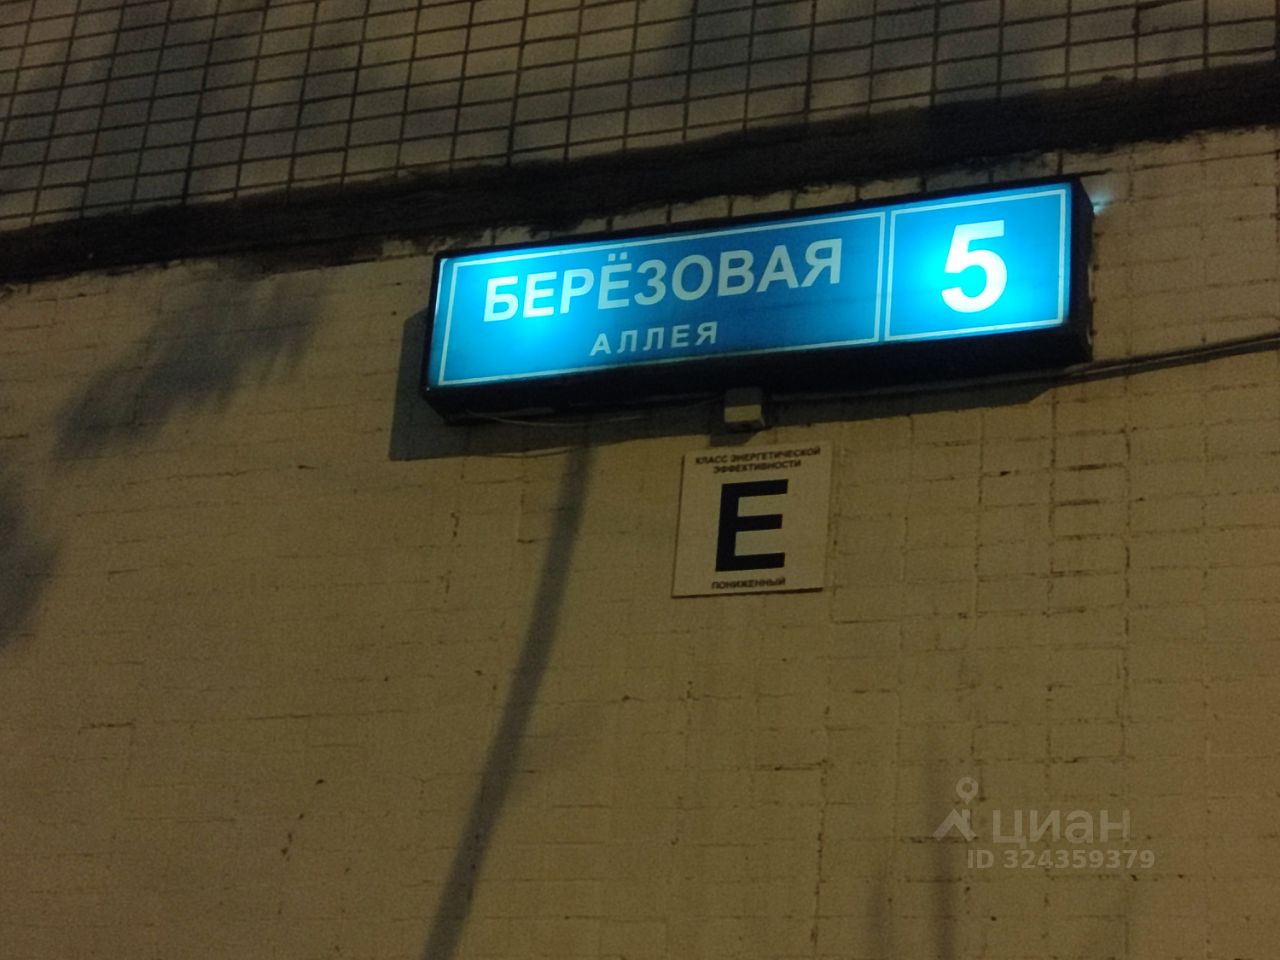 БЕРЁЗОВАЯ
АЛЛЕЯ
5
КЛАСС ЭНЕРГЕТИЧЕСКОЙ
ЭФФЕКТИВНОСТИ
E
ПОНИЖЕННЫЙ
циан
ID 324359379